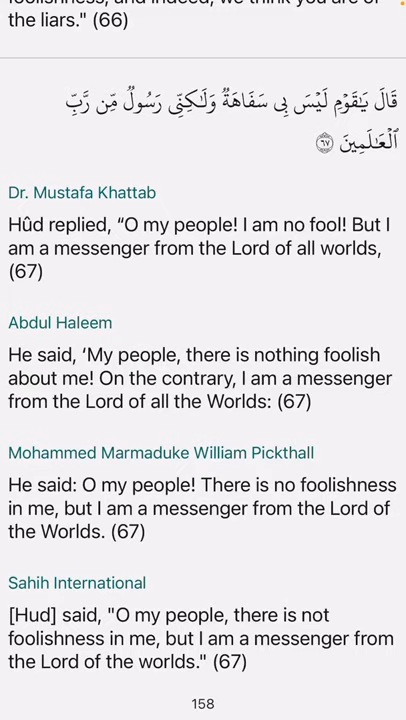 the liars." (66)
قَالَ يَـٰقَوْمِ لَيْسَ بِى سَفَاهَةٌ وَلَـٰكِنِّى رَسُولٌ مِّن رَّبِّ
ٱلْعَـٰلَمِينَ ٦٧
Dr. Mustafa Khattab
Hûd replied, “O my people! I am no fool! But I
am a messenger from the Lord of all worlds,
(67)
Abdul Haleem
He said, ‘My people, there is nothing foolish
about me! On the contrary, I am a messenger
from the Lord of all the Worlds: (67)
Mohammed Marmaduke William Pickthall
He said: O my people! There is no foolishness
in me, but I am a messenger from the Lord of
the Worlds. (67)
Sahih International
[Hud] said, "O my people, there is not
foolishness in me, but I am a messenger from
the Lord of the worlds." (67)
158